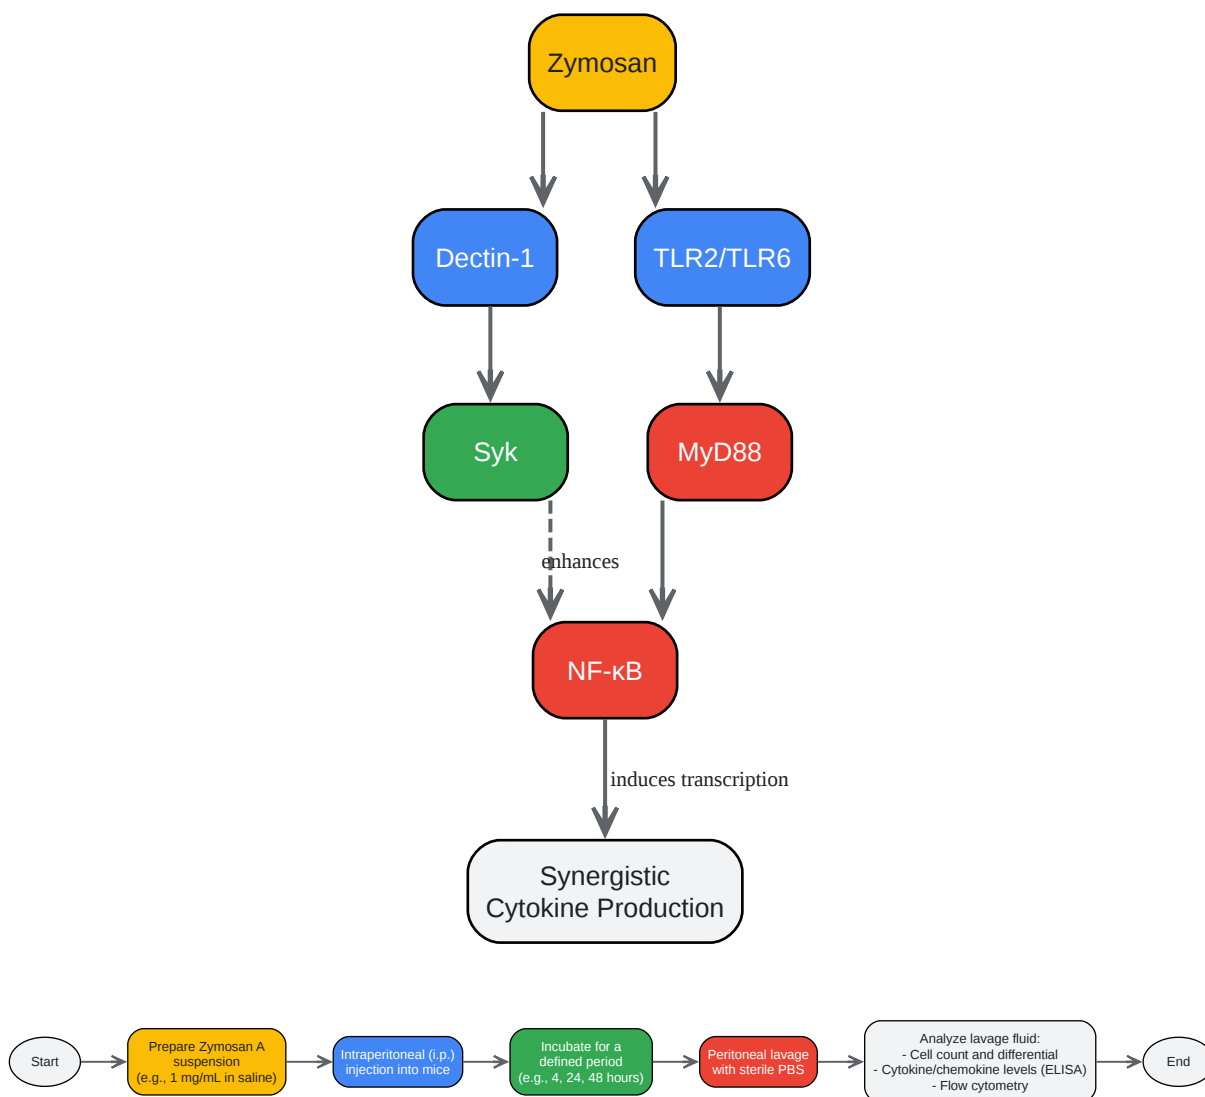 Zymosan
Dectin-1
TLR2/TLR6
Syk
MyD88
enhances
NF-κB
induces transcription
Synergistic
Cytokine Production
Start
Prepare Zymosan A
suspension
(e.g., 1 mg/mL in saline)
Intraperitoneal (i.p.)
injection into mice
Incubate for a
defined period
(e.g., 4, 24, 48 hours)
Peritoneal lavage
with sterile PBS
Analyze lavage fluid:
- Cell count and differential
- Cytokine/chemokine levels (ELISA)
- Flow cytometry
End